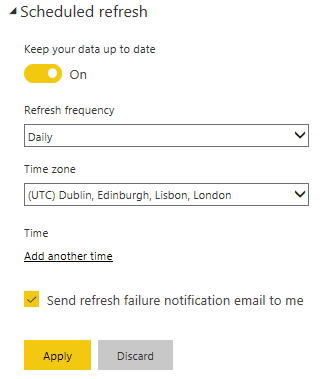 Scheduled refresh
Keep your data up to date
On
Refresh frequency
Daily
Time zone
(UTC) Dublin, Edinburgh, Lisbon, London
Time
Add another time
Send refresh failure notification email to me
Apply Discard